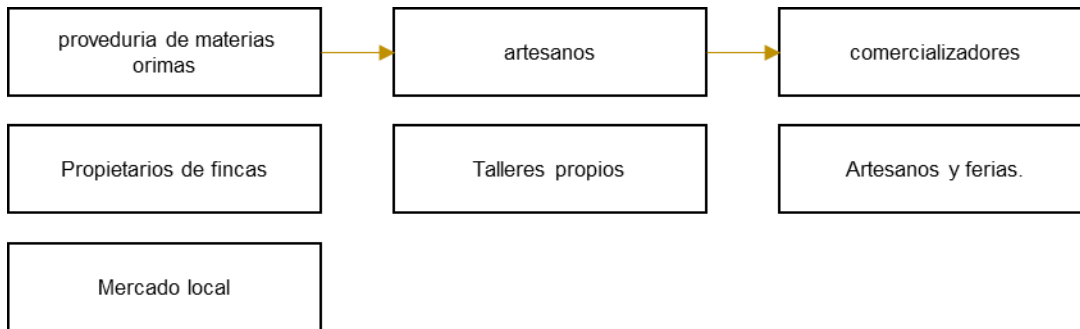 proveduria de materias
orimas
artesanos
comercializadores
Propietarios de fincas
Talleres propios
Artesanos y ferias.
Mercado local